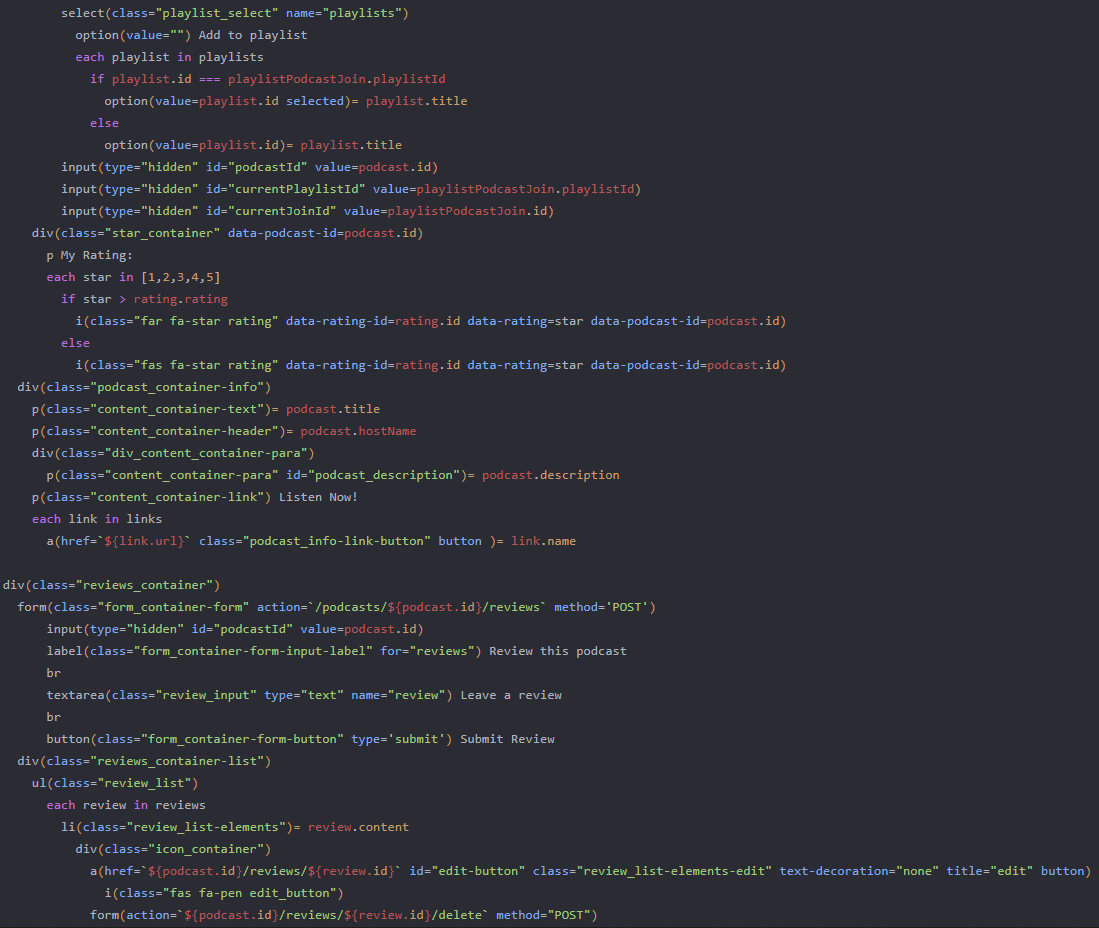 select(class="playlist_select" name="playlists")
option(value="") Add to playlist
each playlist in playlists
if playlist.id === playlistPodcastJoin.playlistId
option(value=playlist.id selected)= playlist.title
else
option(value=playlist.id)= playlist.title
input(type="hidden" id="podcastId" value=podcast.id)
input(type="hidden" id="currentPlaylistId" value=playlistPodcastJoin.playlistId)
input(type="hidden" id="currentJoinId" value=playlistPodcastJoin.id)
div(class="star_container" data-podcast-id=podcast.id)
p My Rating:
each star in [1,2,3,4,5]
if star > rating.rating
i(class="far fa-star rating" data-rating-id=rating.id data-rating=star data-podcast-id=podcast.id)
else
i(class="fas fa-star rating" data-rating-id=rating.id data-rating=star data-podcast-id=podcast.id)
div(class="podcast_container-info")
p(class="content_container-text")= podcast.title
p(class="content_container-header")= podcast.hostName
div(class="div_content_container-para")
p(class="content_container-para" id="podcast_description")= podcast.description
p(class="content_container-link") Listen Now!
each link in links
a(href=`${link.url}` class="podcast_info-link-button" button )= link.name
div(class="reviews_container")
form(class="form_container-form" action=`/podcasts/${podcast.id}/reviews` method='POST')
input(type="hidden" id="podcastId" value=podcast.id)
label(class="form_container-form-input-label" for="reviews") Review this podcast
br
textarea(class="review_input" type="text" name="review") Leave a review
br
button(class="form_container-form-button" type='submit') Submit Review
div(class="reviews_container-list")
ul(class="review_list")
each review in reviews
li(class="review_list-elements")= review.content
div(class="icon_container")
a(href=`${podcast.id}/reviews/${review.id}` id="edit-button" class="review_list-elements-edit" text-decoration="none" title="edit" button)
i(class="fas fa-pen edit_button")
form(action=`${podcast.id}/reviews/${review.id}/delete` method="POST")